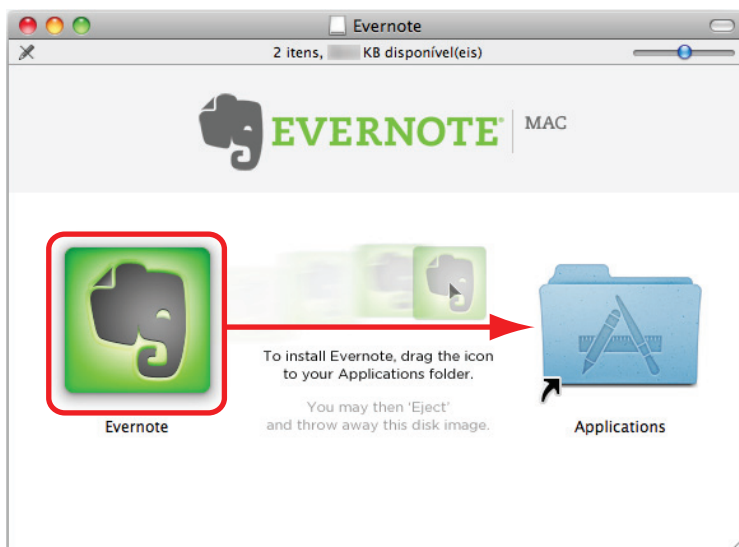 Evernote
2 itens, KB disponível(eis)
EVERNOTE® MAC
To install Evernote, drag the icon
to your Applications folder.
You may then 'Eject'
and throw away this disk image.
Evernote
Applications